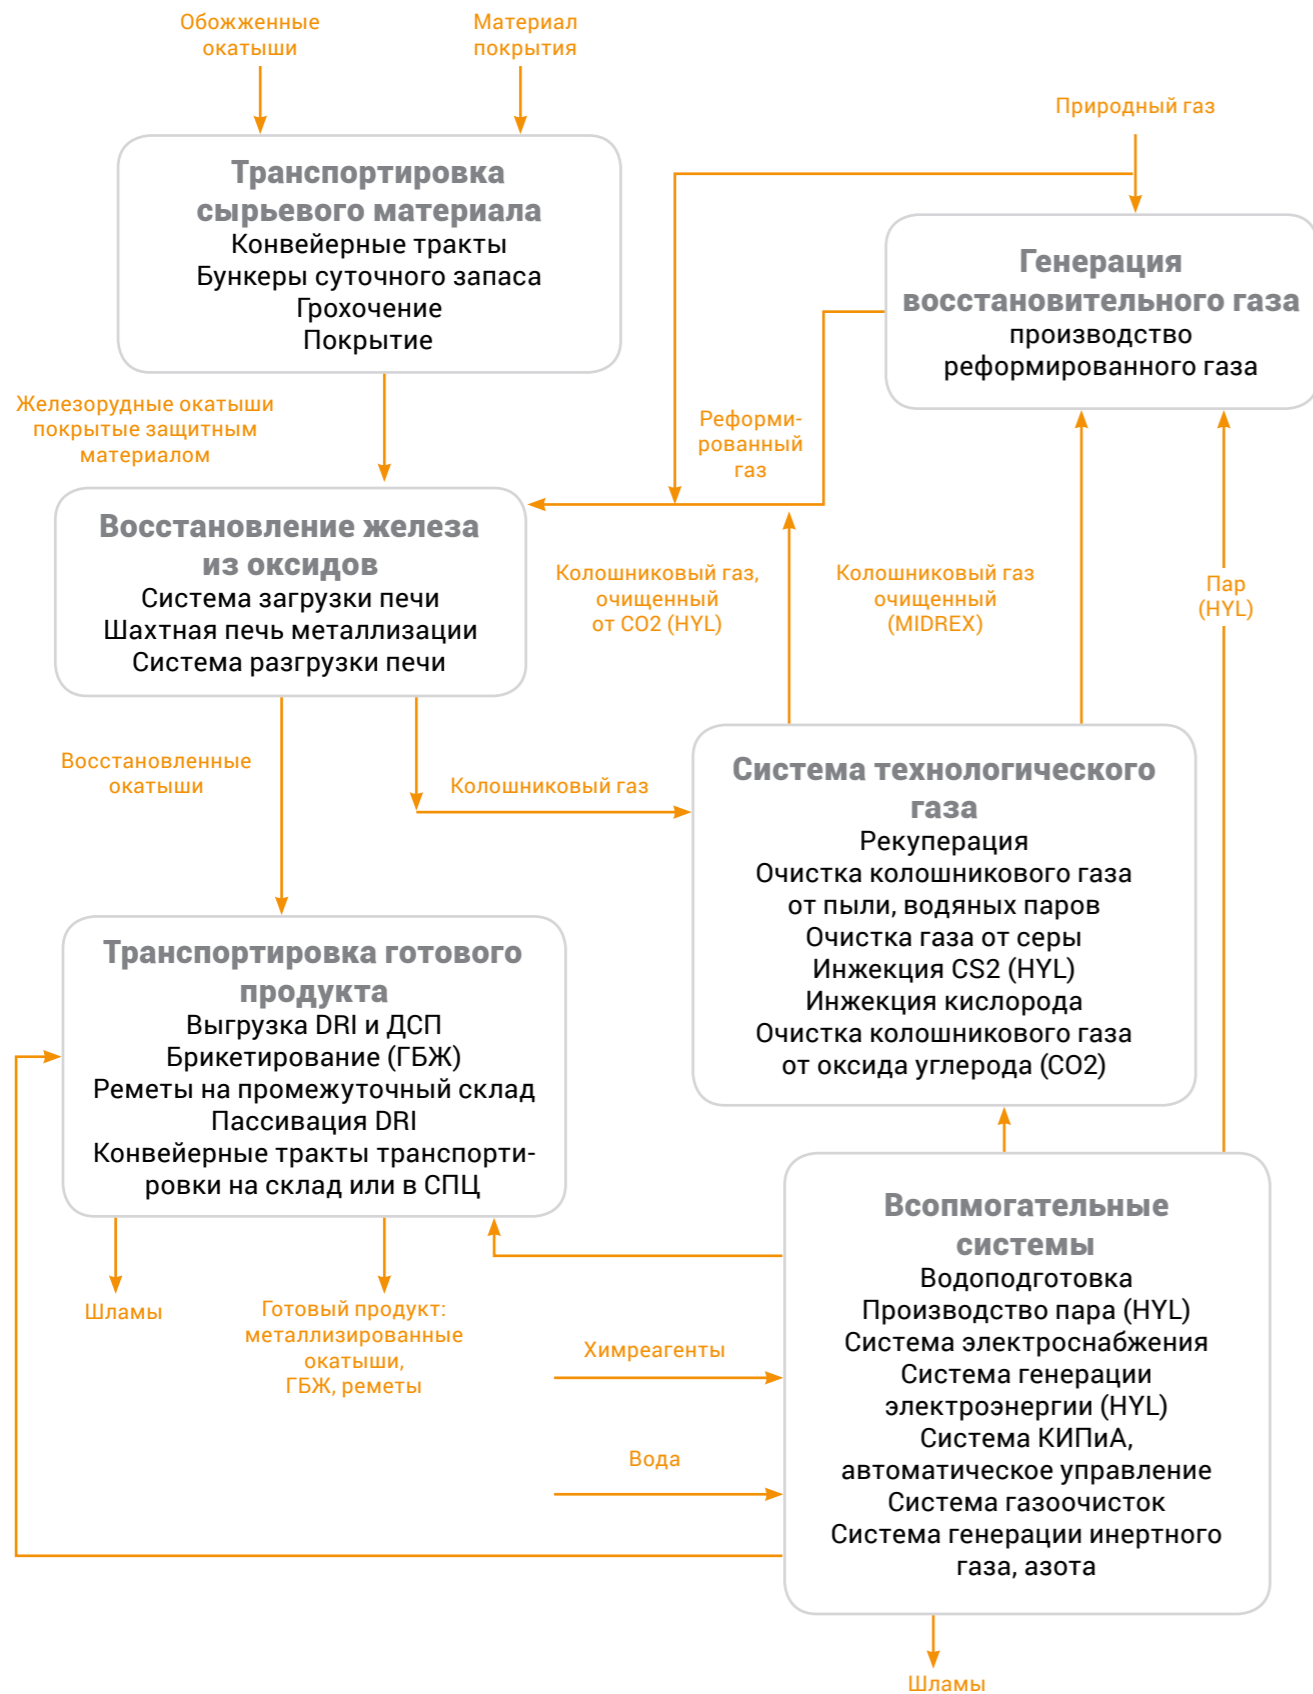 Обожженные
окатыши
Материал
покрытия
Природный газ
Транспортировка
сырьевого материала
Конвейерные тракты
Бункеры суточного запаса
Грохочение
Покрытие
Генерация
восстановительного газа
производство
реформированного газа
Железорудные окатыши
покрытые защитным
материалом
Реформи-
рованный
газ
Восстановление железа
из оксидов
Система загрузки печи
Шахтная печь металлизации
Система разгрузки печи
Колошниковый газ,
очищенный
от CO2 (HYL)
Колошниковый газ
очищенный
(MIDREX)
Пар
(HYL)
Восстановленные
окатыши
Колошниковый газ
Система технологического
газа
Рекуперация
Очистка колошникового газа
от пыли, водяных паров
Очистка газа от серы
Инжекция CS2 (HYL)
Инжекция кислорода
Очистка колошникового газа
от оксида углерода (CO2)
Транспортировка готового
продукта
Выгрузка DRI и ДСП
Брикетирование (ГБЖ)
Реметы на промежуточный склад
Пассивация DRI
Конвейерные тракты транспорти-
ровки на склад или в СПЦ
Всопмогательные
системы
Водоподготовка
Производство пара (HYL)
Система электроснабжения
Система генерации
электроэнергии (HYL)
Система КИПиА,
автоматическое управление
Система газоочисток
Система генерации инертного
газа, азота
Шламы
Готовый продукт:
металлизированные
окатыши,
ГБЖ, реметы
Химреагенты
Вода
Шламы